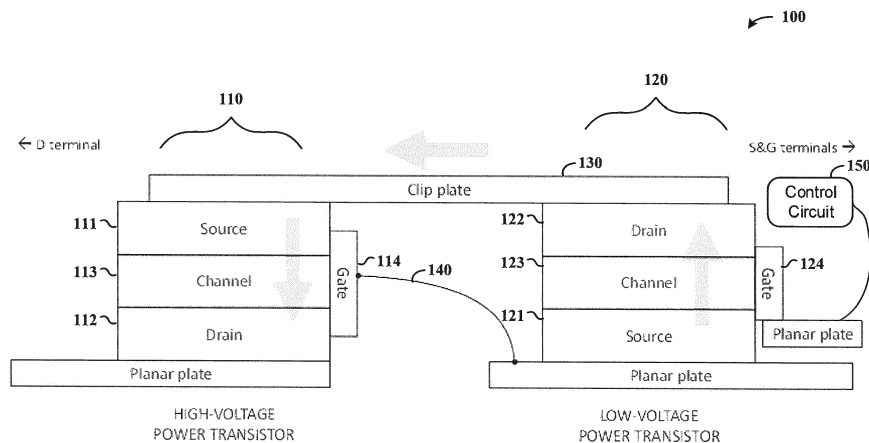 100
110
120
← D terminal
S&G terminals →
130
150
Clip plate
Control
Circuit
111
Source
122
Drain
113
Channel
114
Gate
140
123
Channel
124
Gate
112
Drain
121
Source
Planar plate
Planar plate
Planar plate
HIGH-VOLTAGE
POWER TRANSISTOR
LOW-VOLTAGE
POWER TRANSISTOR